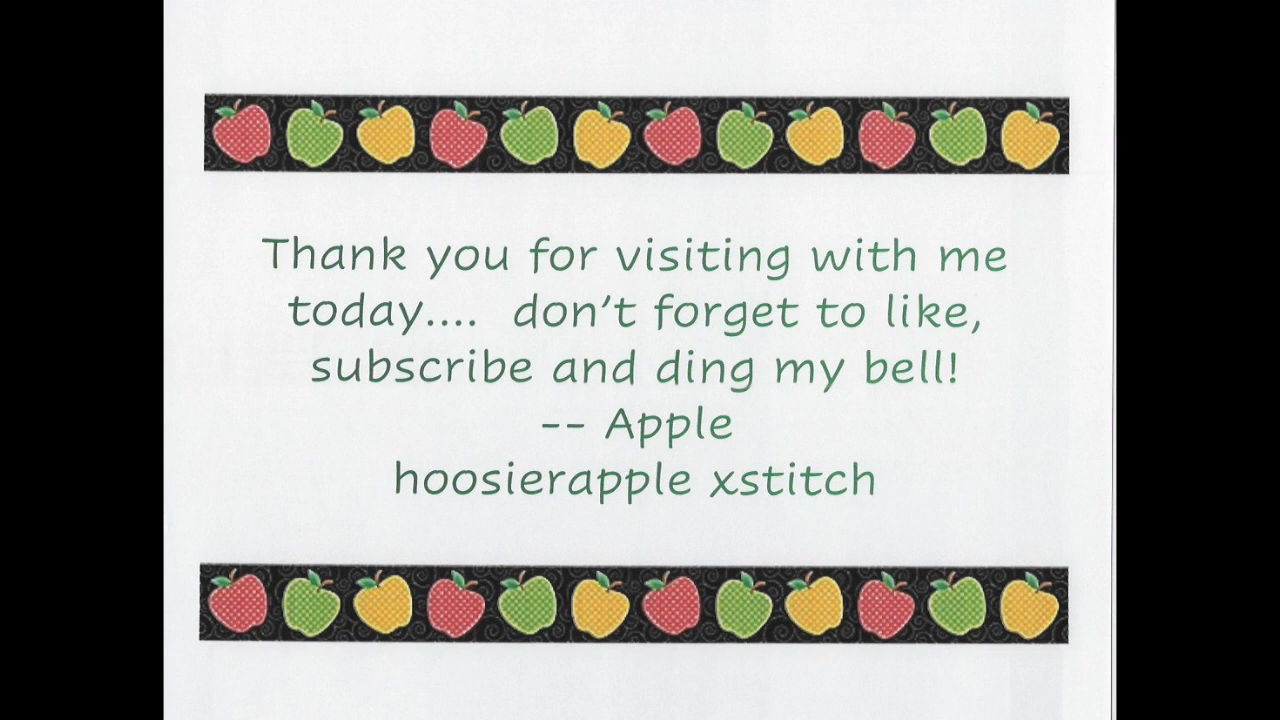 Thank you for visiting with me
today....  don't forget to like,
subscribe and ding my bell!
-- Apple
hoosierapple xstitch